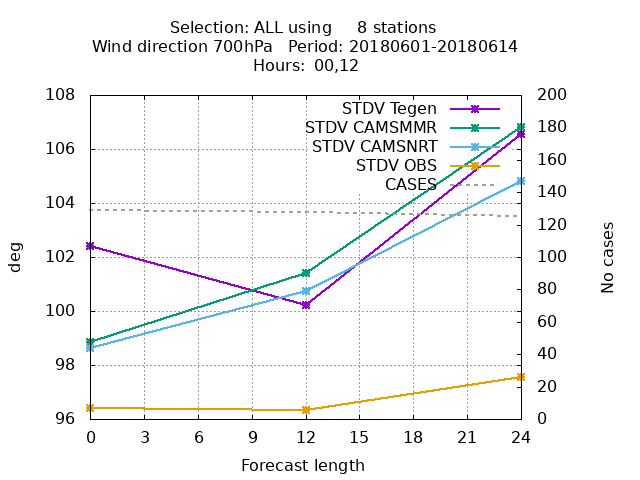 Selection: ALL using     8 stations
Wind direction 700hPa   Period: 20180601-20180614
Hours:  00,12
STDV Tegen
STDV CAMSMMR
STDV CAMSNRT
STDV OBS
CASES
108
106
104
102
100
98
96
200
180
160
140
120
100
80
60
40
20
0
deg
No cases
0 3 6 9 12 15 18 21 24
Forecast length